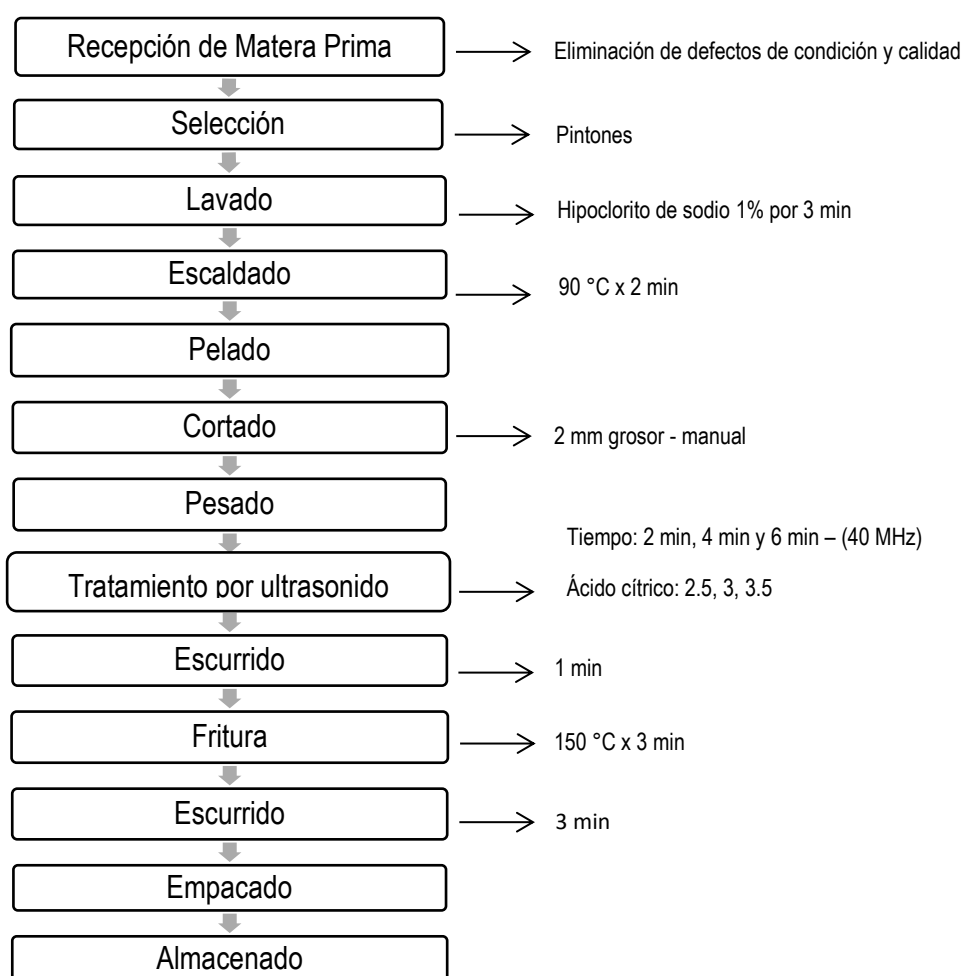 Recepción de Matera Prima
Eliminación de defectos de condición y calidad
Selección
Pintones
Lavado
Hipoclorito de sodio 1% por 3 min
Escaldado
90 °C x 2 min
Pelado
Cortado
2 mm grosor - manual
Pesado
Tiempo: 2 min, 4 min y 6 min – (40 MHz)
Tratamiento por ultrasonido
Ácido cítrico: 2.5, 3, 3.5
Escurrido
1 min
Fritura
150 °C x 3 min
Escurrido
3 min
Empacado
Almacenado